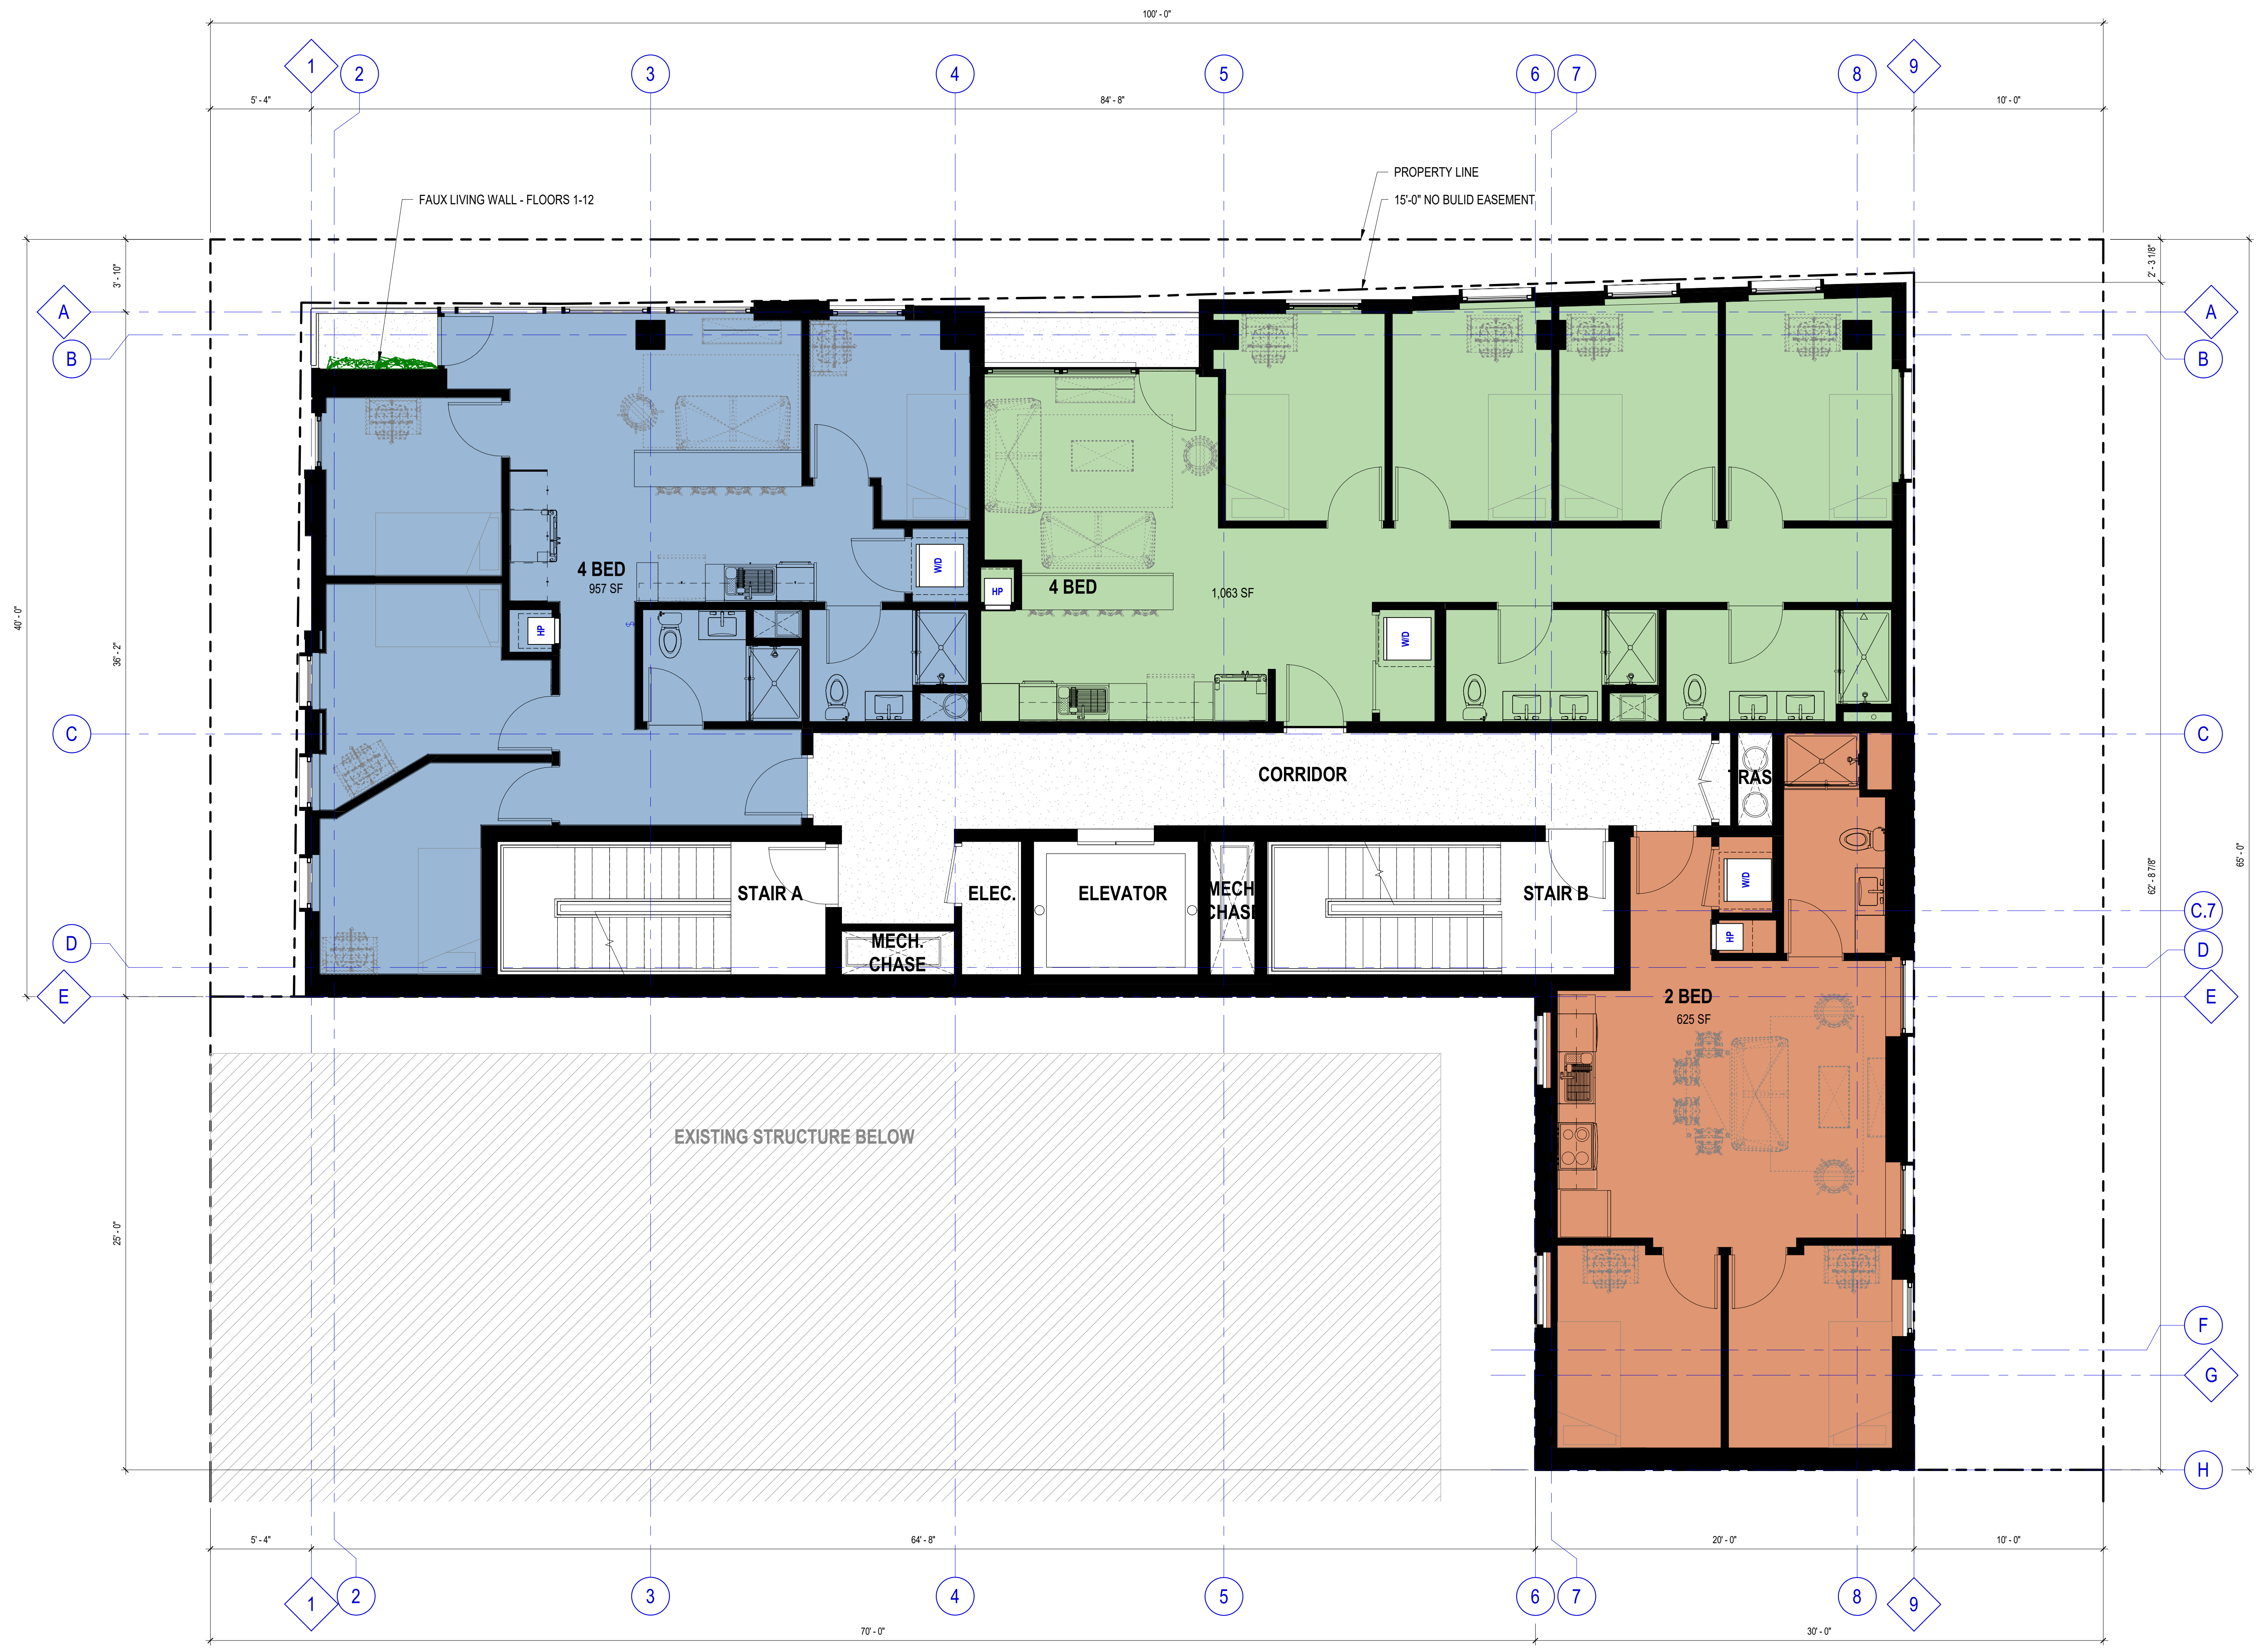 100' - 0"
1
2
3
4
5
6
7
8
9
5' - 4"
84' - 8"
10' - 0"
PROPERTY LINE
FAUX LIVING WALL - FLOORS 1-12
15'-0" NO BULID EASEMENT
3' - 10"
2' - 3 1/8"
A
A
B
B
4 BED
957 SF
W/D
HP
4 BED
1,063 SF
HP
W/D
40' - 0"
36' - 2"
C
C
CORRIDOR
TRAS
STAIR A
ELEC.
ELEVATOR
MECH
CHASE
STAIR B
W/D
62' - 8 7/8"
65' - 0"
C.7
D
MECH.
CHASE
HP
D
E
2 BED
625 SF
E
EXISTING STRUCTURE BELOW
25' - 0"
F
G
H
5' - 4"
64' - 8"
20' - 0"
10' - 0"
1
2
3
4
5
6
7
8
9
70' - 0"
30' - 0"